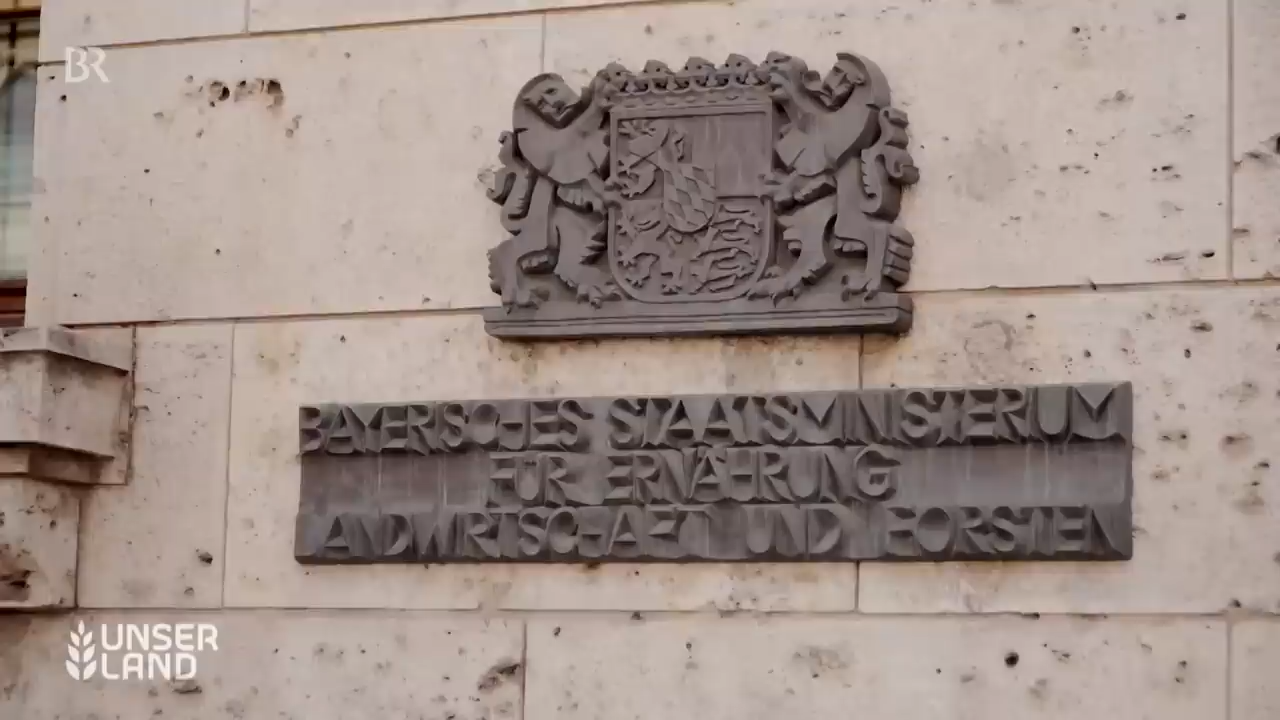 BR
BAYERISCHES STAATSMINISTERIUM
FÜR ERNÄHRUNG
LANDWIRTSCHAFT UND FORSTEN
UNSER
LAND